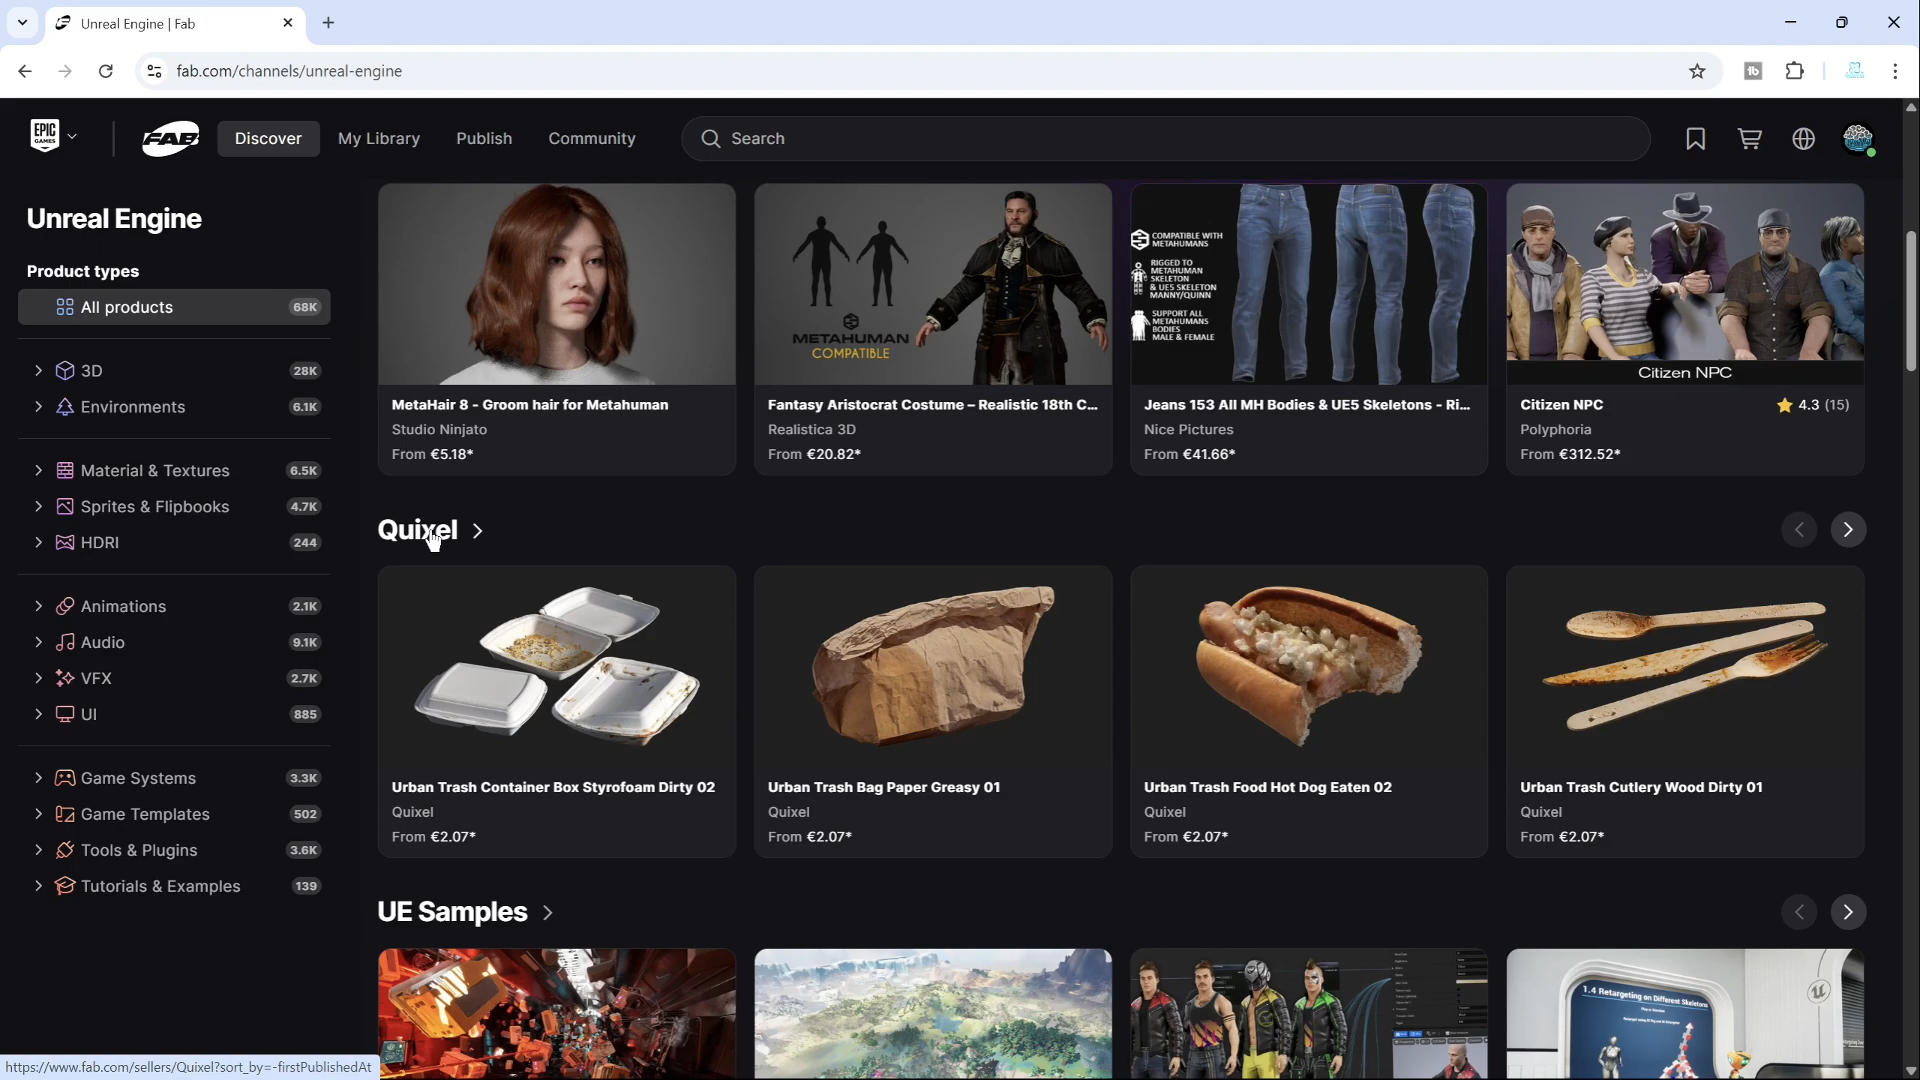 Unreal Engine | Fab
fab.com/channels/unreal-engine
EPIC GAMES
FAB
Discover
My Library
Publish
Community
Search
Unreal Engine
Product types
All products 68K
3D 28K
Environments 6.1K
Material & Textures 6.5K
Sprites & Flipbooks 4.7K
HDRI 244
Animations 2.1K
Audio 9.1K
VFX 2.7K
UI 885
Game Systems 3.3K
Game Templates 502
Tools & Plugins 3.6K
Tutorials & Examples 139
MetaHair 8 - Groom hair for Metahuman
Studio Ninjato
From €5.18*
METAHUMAN
COMPATIBLE
Fantasy Aristocrat Costume – Realistic 18th C...
Realistica 3D
From €20.82*
COMPATIBLE WITH
METAHUMANS
RIGGED TO
METAHUMAN
SKELETON
& UE5 SKELETON
MANNY/QUINN
SUPPORT ALL
METAHUMANS
BODIES
MALE & FEMALE
Jeans 153 All MH Bodies & UE5 Skeletons - Ri...
Nice Pictures
From €41.66*
Citizen NPC
Citizen NPC 4.3 (15)
Polyphoria
From €312.52*
Quixel
Urban Trash Container Box Styrofoam Dirty 02
Quixel
From €2.07*
Urban Trash Bag Paper Greasy 01
Quixel
From €2.07*
Urban Trash Food Hot Dog Eaten 02
Quixel
From €2.07*
Urban Trash Cutlery Wood Dirty 01
Quixel
From €2.07*
UE Samples
1.4 Retargeting on Different Skeletons
https://www.fab.com/sellers/Quixel?sort_by=-firstPublishedAt